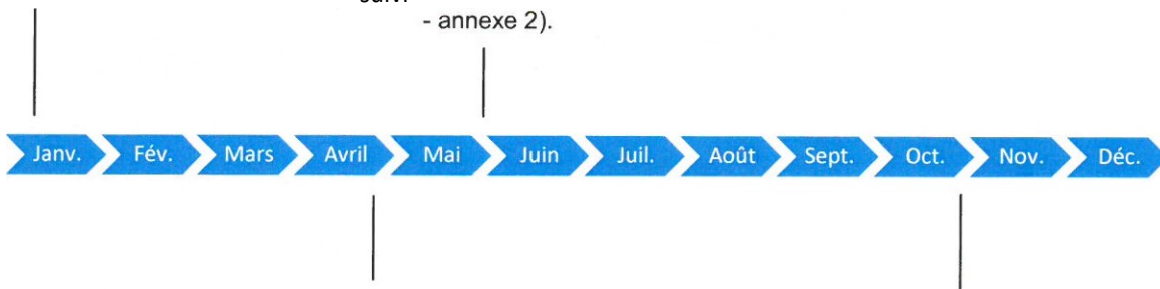 - annexe 2).
Janv. Fév. Mars Avril Mai Juin Juil. Août Sept. Oct. Nov. Déc.